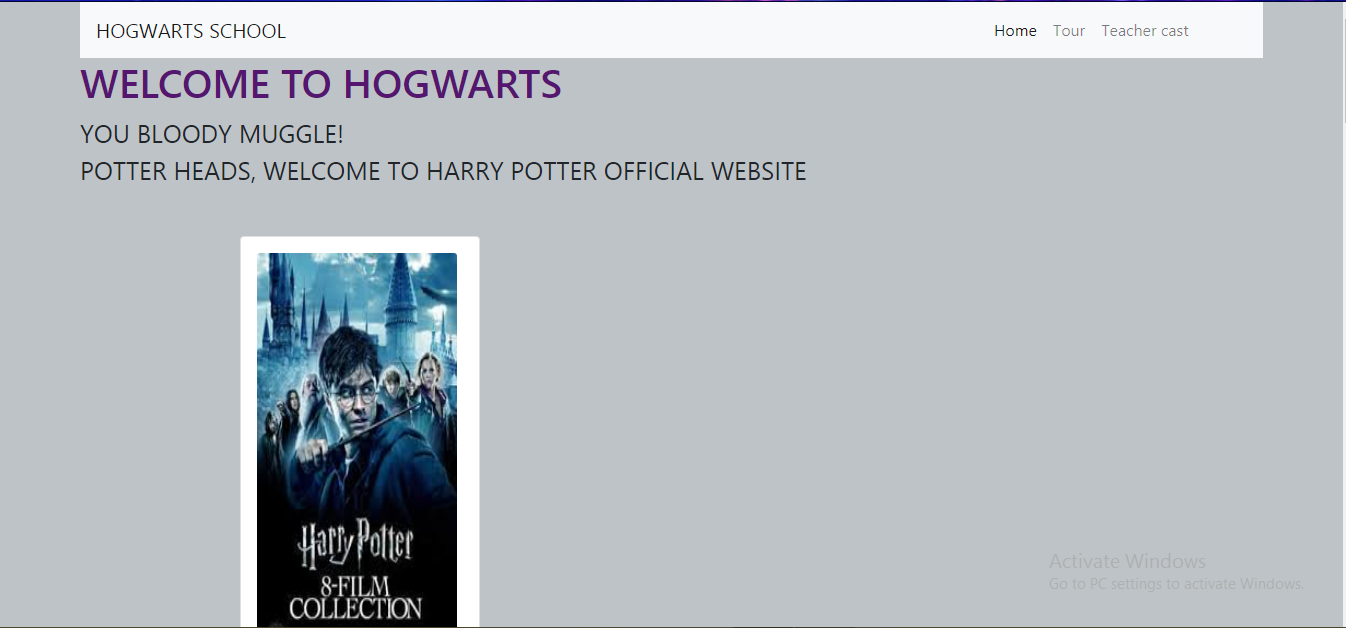 HOGWARTS SCHOOL
Home Tour Teacher cast
WELCOME TO HOGWARTS
YOU BLOODY MUGGLE!
POTTER HEADS, WELCOME TO HARRY POTTER OFFICIAL WEBSITE
Harry Potter
8-FILM
COLLECTION
Activate Windows
Go to PC settings to activate Windows.